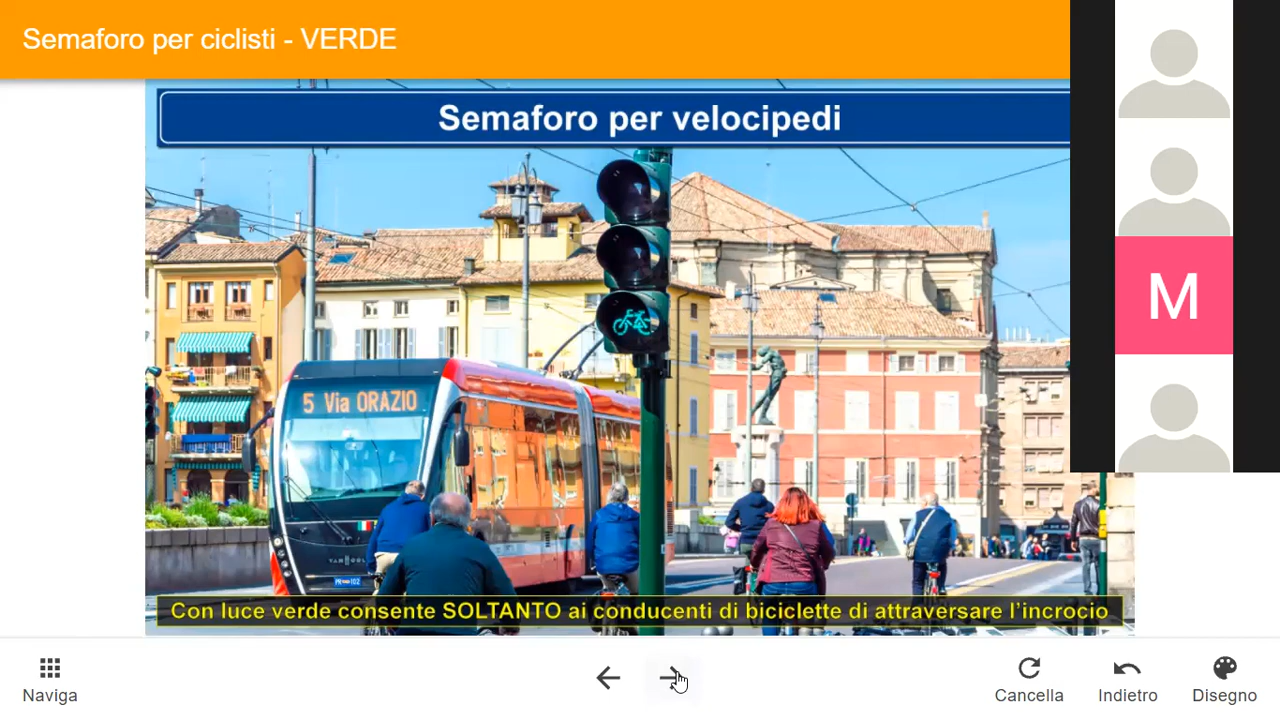 Semaforo per ciclisti - VERDE
Semaforo per velocipedi
M
5 Via ORAZIO
Con luce verde consente SOLTANTO ai conducenti di biciclette di attraversare l'incrocio
Naviga
Cancella
Indietro
Disegno